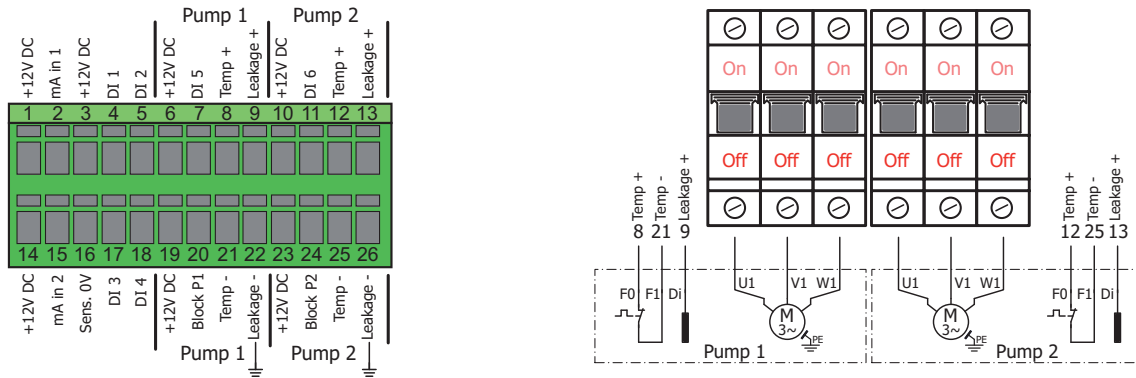 Pump 1 Pump 2
+12V DC
mA in 1
+12V DC
DI 1
DI 2
+12V DC
DI 5
Temp +
Leakage +
+12V DC
DI 6
Temp +
Leakage +
1 2 3 4 5 6 7 8 9 10 11 12 13
14 15 16 17 18 19 20 21 22 23 24 25 26
+12V DC
mA in 2
Sens. 0V
DI 3
DI 4
+12V DC
Block P1
Temp -
Leakage -
+12V DC
Block P2
Temp -
Leakage -
Pump 1 Pump 2
On On On On On On
Off Off Off Off Off Off
Temp +
Temp -
Leakage +
8 21 9
Temp +
Temp -
Leakage +
12 25 13
F0 F1 Di U1 V1 W1
M
3~
PE
Pump 1
U1 V1 W1 F0 F1 Di
M
3~
PE
Pump 2